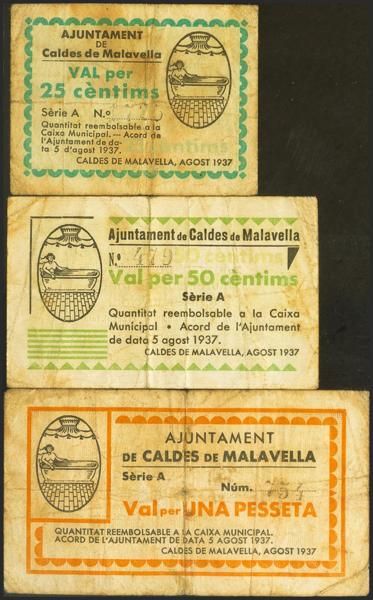 AJUNTAMENT
DE
Caldes de Malavella
VAL per
25 cèntims
Sèrie A N.º
Quantitat reembolsable a la
Caixa Municipal. — Acord de
l'Ajuntament de da-
ta 5 d'agost 1937.
CALDES DE MALAVELLA, AGOST 1937
Ajuntament de Caldes de Malavella
N.º 479
Val per 50 cèntims
Sèrie A
Quantitat reemborsable a la Caixa
Municipal • Acord de l'Ajuntament
de data 5 agost 1937.
CALDES DE MALAVELLA, AGOST 1937
AJUNTAMENT
DE CALDES DE MALAVELLA
Sèrie A Núm. 754
Val per UNA PESSETA
QUANTITAT REEMBORSABLE A LA CAIXA MUNICIPAL.
ACORD DE L'AJUNTAMENT DE DATA 5 AGOST 1937.
CALDES DE MALAVELLA, AGOST 1937